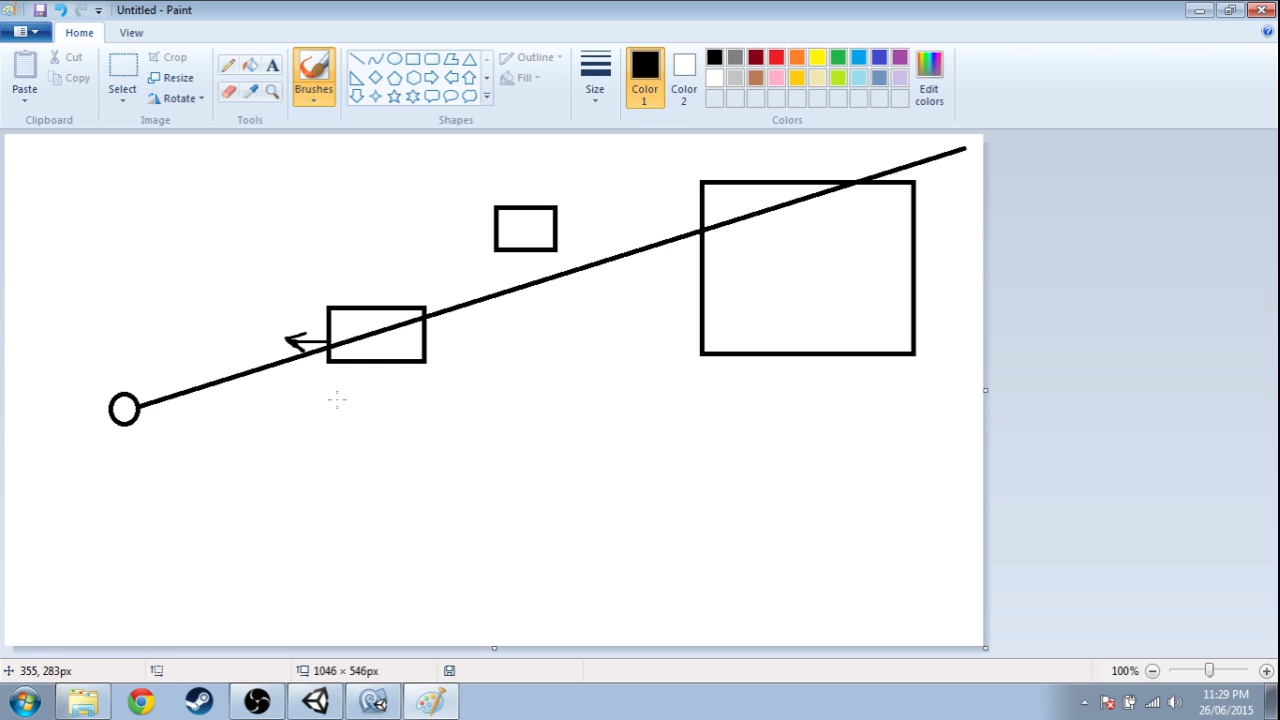 Untitled - Paint
Home
View
Paste
Cut
Copy
Clipboard
Select
Crop
Resize
Rotate
Image
A
Tools
Brushes
Outline
Fill
Shapes
Size
Color 1
Color 2
Edit colors
Colors
355, 283px
1046 × 546px
100%
11:29 PM
26/06/2015